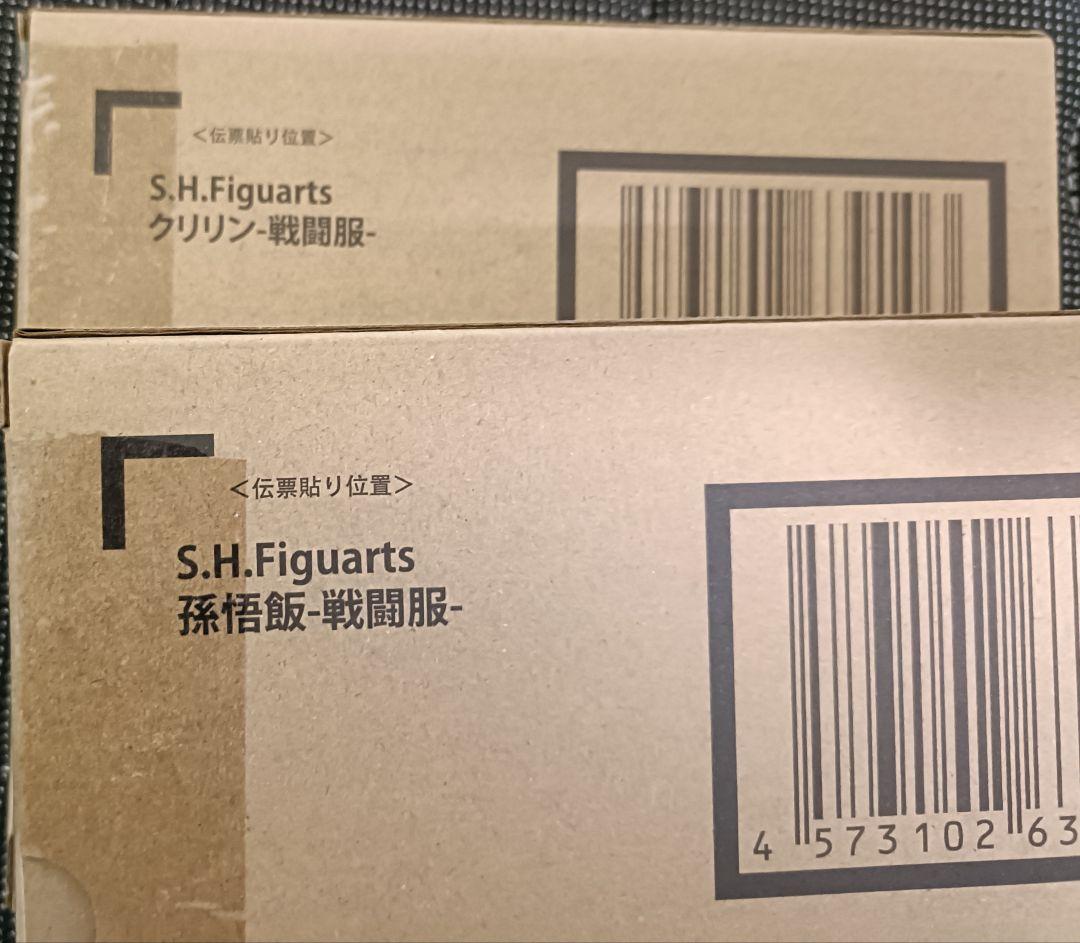 <伝票貼り位置>
S.H.Figuarts
クリリン-戦闘服-
<伝票貼り位置>
S.H.Figuarts
孫悟飯-戦闘服-
4 573102 63